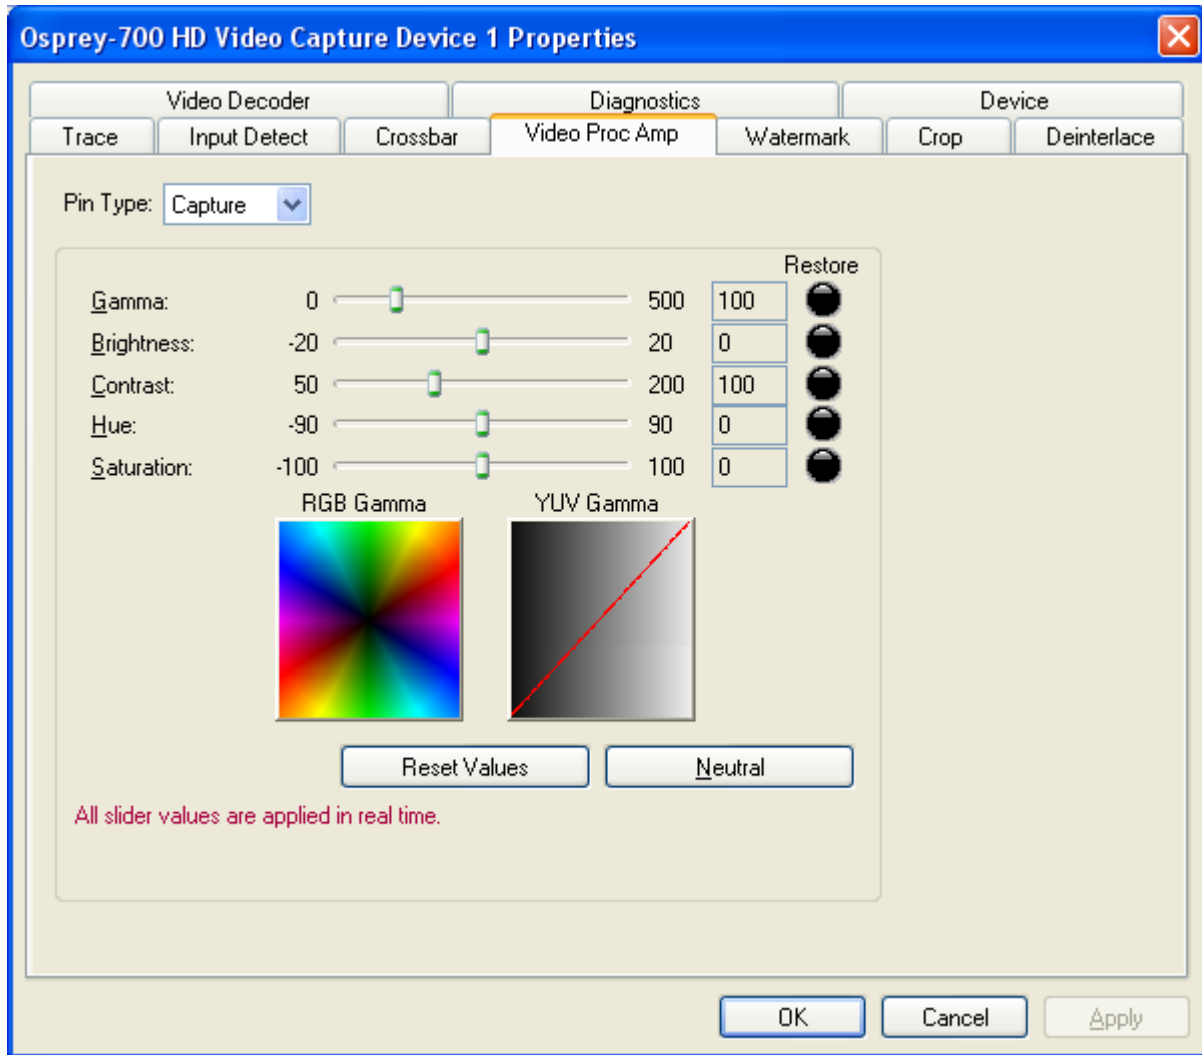 Osprey-700 HD Video Capture Device 1 Properties
Video Decoder Diagnostics Device
Trace Input Detect Crossbar Video Proc Amp Watermark Crop Deinterlace
Pin Type: Capture
Restore
Gamma: 0 500 100
Brightness: -20 20 0
Contrast: 50 200 100
Hue: -90 90 0
Saturation: -100 100 0
RGB Gamma YUV Gamma
Reset Values Neutral
All slider values are applied in real time.
OK Cancel Apply